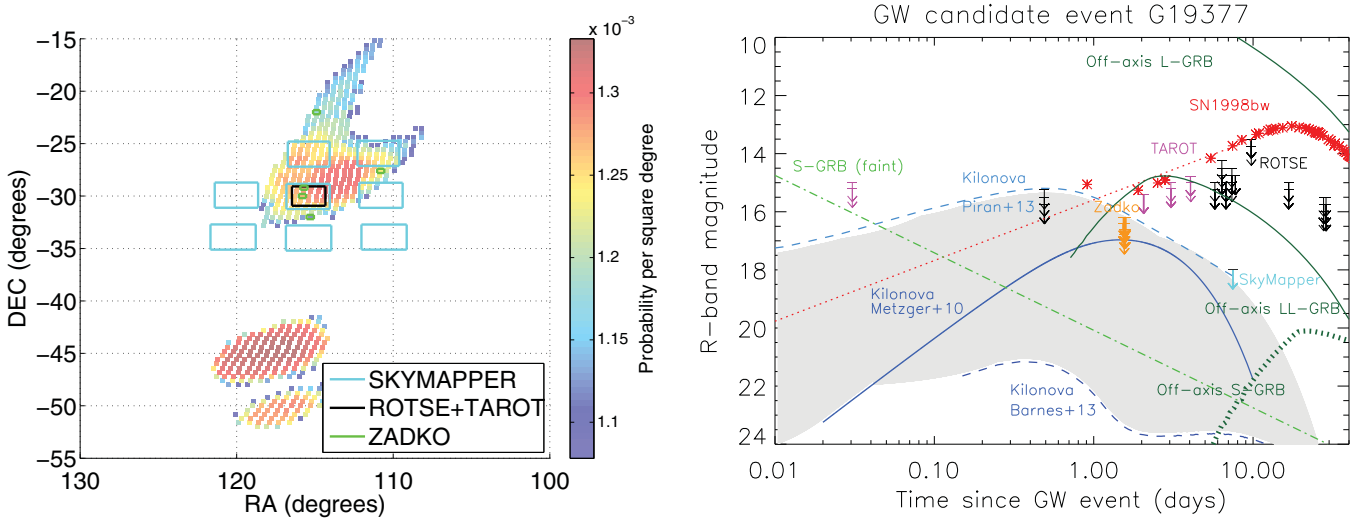 x 10⁻³
−15
−20
−25
−30
−35
−40
−45
−50
−55
DEC (degrees)
130
120
110
100
RA (degrees)
SKYMAPPER
ROTSE+TAROT
ZADKO
1.3
1.2
1.1
Probability per square degree
GW candidate event G19377
10
12
14
16
18
20
22
24
R-band magnitude
Off-axis L-GRB
SN1998bw
TAROT
ROTSE
S-GRB (faint)
Kilonova
Piran+13
Zadko
SkyMapper
Kilonova
Metzger+10
Off-axis LL-GRB
Off-axis S-GRB
Kilonova
Barnes+13
0.01
0.10
1.00
10.00
Time since GW event (days)